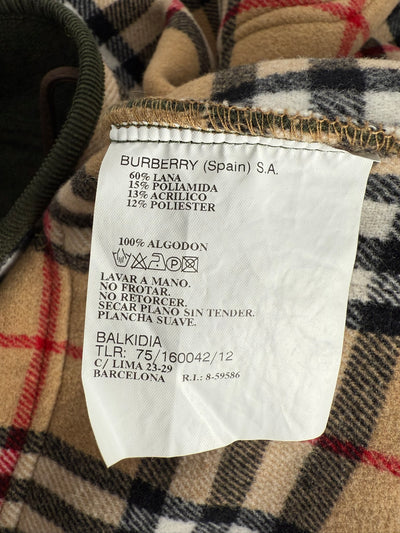 BURBERRY (Spain) S.A.
60% LANA
15% POLIAMIDA
13% ACRILICO
12% POLIESTER
100% ALGODON
LAVAR A MANO.
NO FROTAR.
NO RETORCER.
SECAR PLANO SIN TENDER.
PLANCHA SUAVE.
BALKIDIA
TLR: 75/160042/12
C/ LIMA 23-29
BARCELONA R.I.: 8-59586